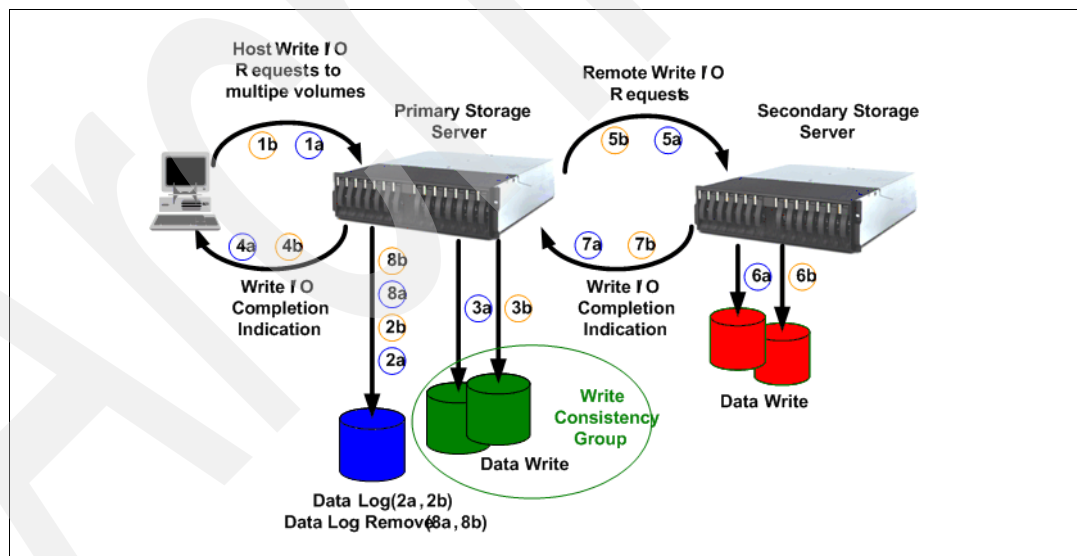 Host Write I/O
Requests to
multipe volumes
Remote Write I/O
Requests
Primary Storage
Server
Secondary Storage
Server
1b 1a
5b 5a
4a 4b
7a 7b
8b
8a
2b
2a
3a 3b
6a 6b
Write I/O
Completion
Indication
Write I/O
Completion
Indication
Write
Consistency
Group
Data Write
Data Write
Data Log(2a, 2b)
Data Log Remove(8a, 8b)